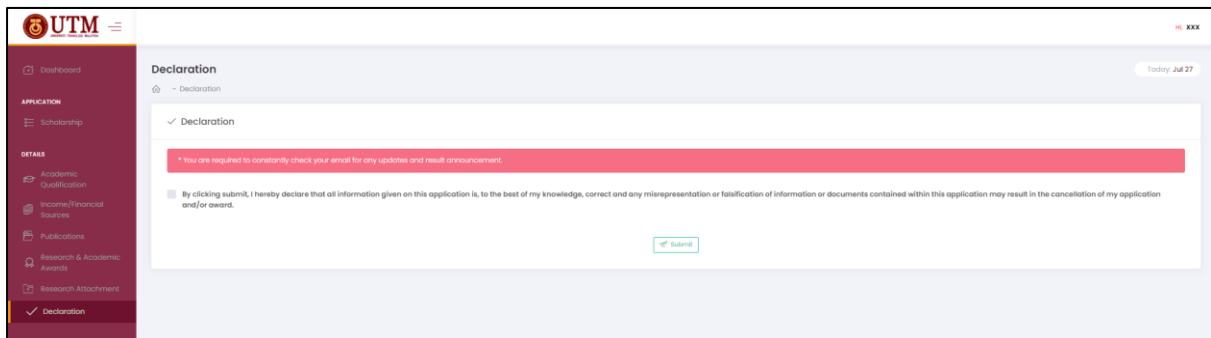 UTM
UNIVERSITI TEKNOLOGI MALAYSIA
Hi, XXX
Dashboard
APPLICATION
Scholarship
DETAILS
Academic
Qualification
Income/Financial
Sources
Publications
Research & Academic
Awards
Research Attachment
Declaration
Declaration
Today: Jul 27
- Declaration
Declaration
* You are required to constantly check your email for any updates and result announcement.
By clicking submit, I hereby declare that all information given on this application is, to the best of my knowledge, correct and any misrepresentation or falsification of information or documents contained within this application may result in the cancellation of my application
and/or award.
Submit